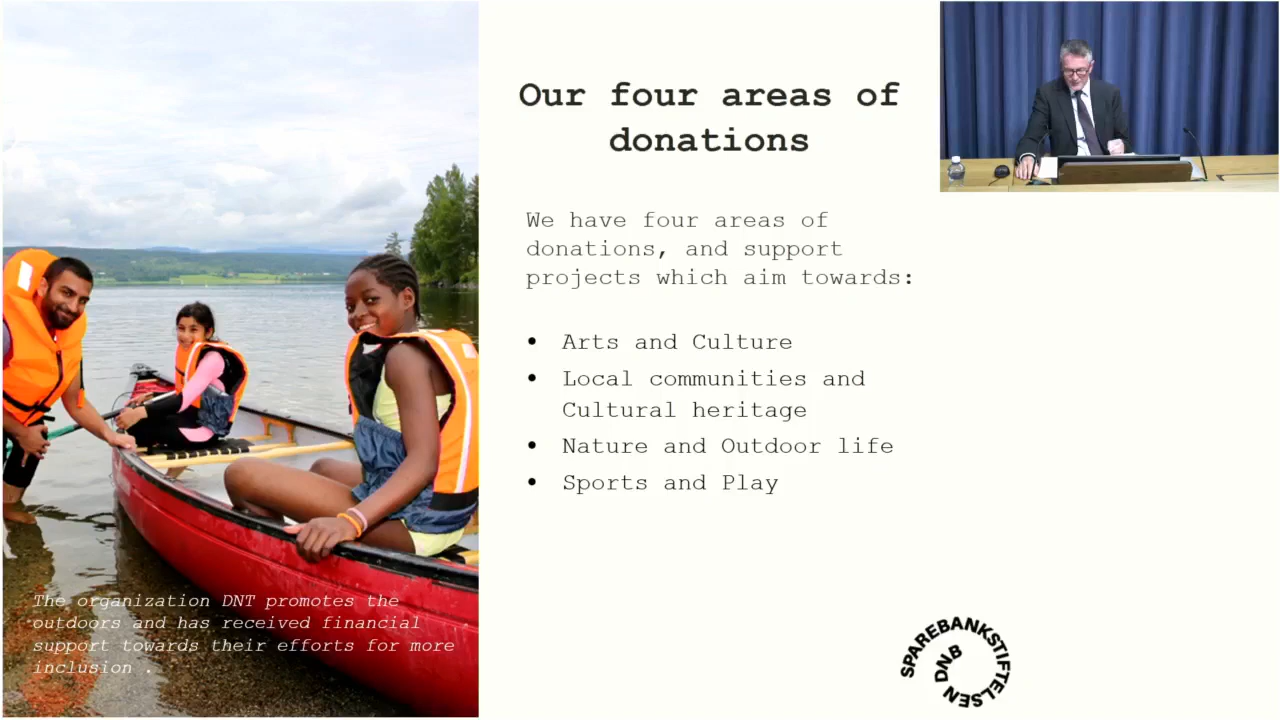 Our four areas of
donations
We have four areas of
donations, and support
projects which aim towards:
• Arts and Culture
• Local communities and
Cultural heritage
• Nature and Outdoor life
• Sports and Play
The organization DNT promotes the
outdoors and has received financial
support towards their efforts for more
inclusion .
SPAREBANKSTIFTELSEN
DNB